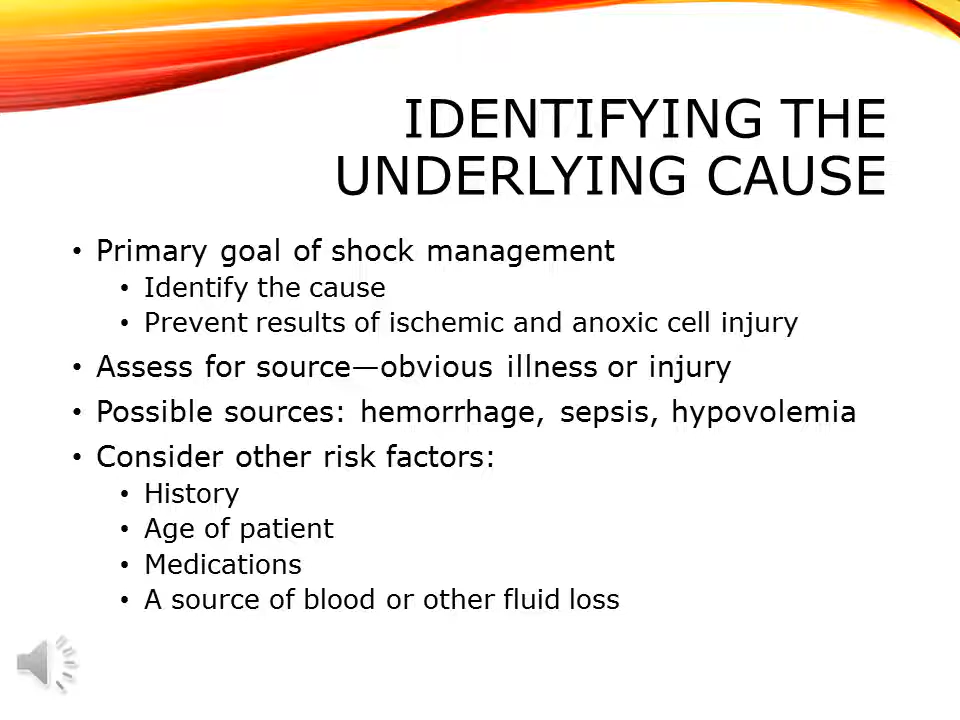 IDENTIFYING THE
UNDERLYING CAUSE
• Primary goal of shock management
• Identify the cause
• Prevent results of ischemic and anoxic cell injury
• Assess for source—obvious illness or injury
• Possible sources: hemorrhage, sepsis, hypovolemia
• Consider other risk factors:
• History
• Age of patient
• Medications
• A source of blood or other fluid loss